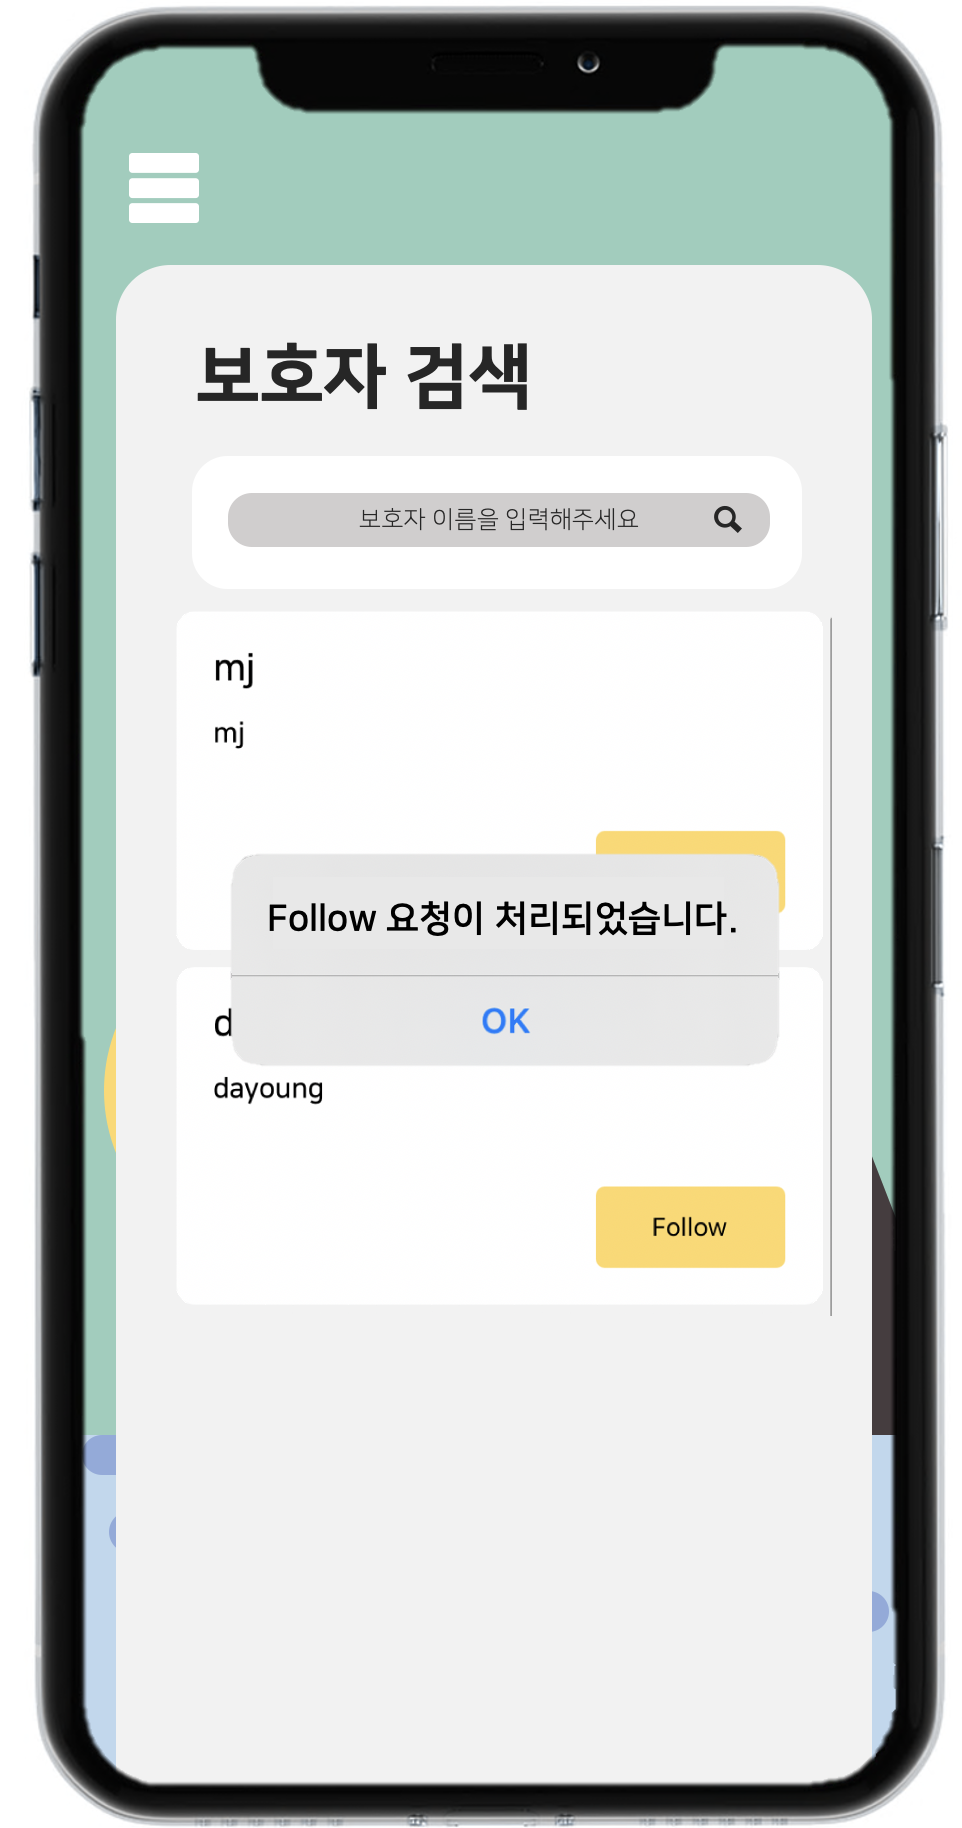 보호자 검색
보호자 이름을 입력해주세요
mj
mj
Follow 요청이 처리되었습니다.
OK
dayoung
Follow